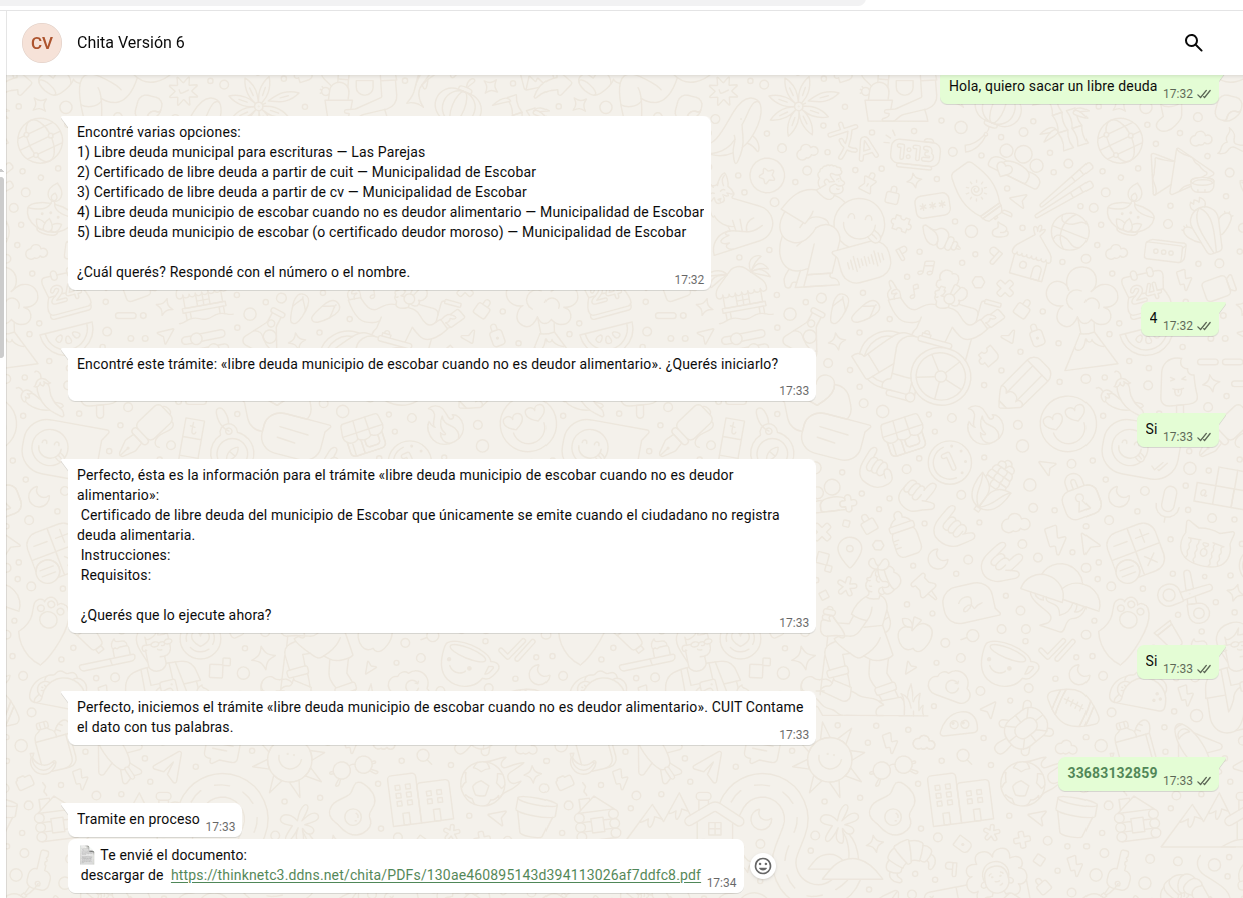 CV
Chita Versión 6
Hola, quiero sacar un libre deuda
17:32
Encontré varias opciones:
1) Libre deuda municipal para escrituras — Las Parejas
2) Certificado de libre deuda a partir de cuit — Municipalidad de Escobar
3) Certificado de libre deuda a partir de cv — Municipalidad de Escobar
4) Libre deuda municipio de escobar cuando no es deudor alimentario — Municipalidad de Escobar
5) Libre deuda municipio de escobar (o certificado deudor moroso) — Municipalidad de Escobar
¿Cuál querés? Respondé con el número o el nombre.
17:32
4
17:32
Encontré este trámite: «libre deuda municipio de escobar cuando no es deudor alimentario». ¿Querés iniciarlo?
17:33
Si
17:33
Perfecto, ésta es la información para el trámite «libre deuda municipio de escobar cuando no es deudor
alimentario»:
Certificado de libre deuda del municipio de Escobar que únicamente se emite cuando el ciudadano no registra
deuda alimentaria.
Instrucciones:
Requisitos:
¿Querés que lo ejecute ahora?
17:33
Si
17:33
Perfecto, iniciemos el trámite «libre deuda municipio de escobar cuando no es deudor alimentario». CUIT Contame
el dato con tus palabras.
17:33
33683132859
17:33
Tramite en proceso
17:33
Te envié el documento:
descargar de https://thinknetc3.ddns.net/chita/PDFs/130ae460895143d394113026af7ddfc8.pdf
17:34